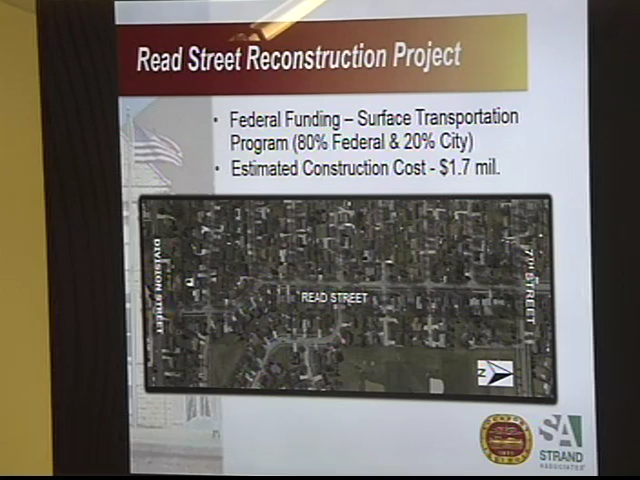 Read Street Reconstruction Project
• Federal Funding – Surface Transportation
Program (80% Federal & 20% City)
• Estimated Construction Cost - $1.7 mil.
DIVISION STREET
READ STREET
7TH STREET
N
SA
STRAND
ASSOCIATES